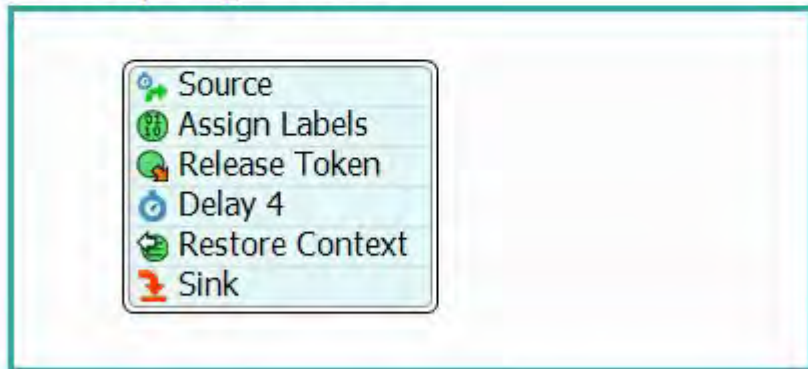 Source
Assign Labels
Release Token
Delay 4
Restore Context
Sink